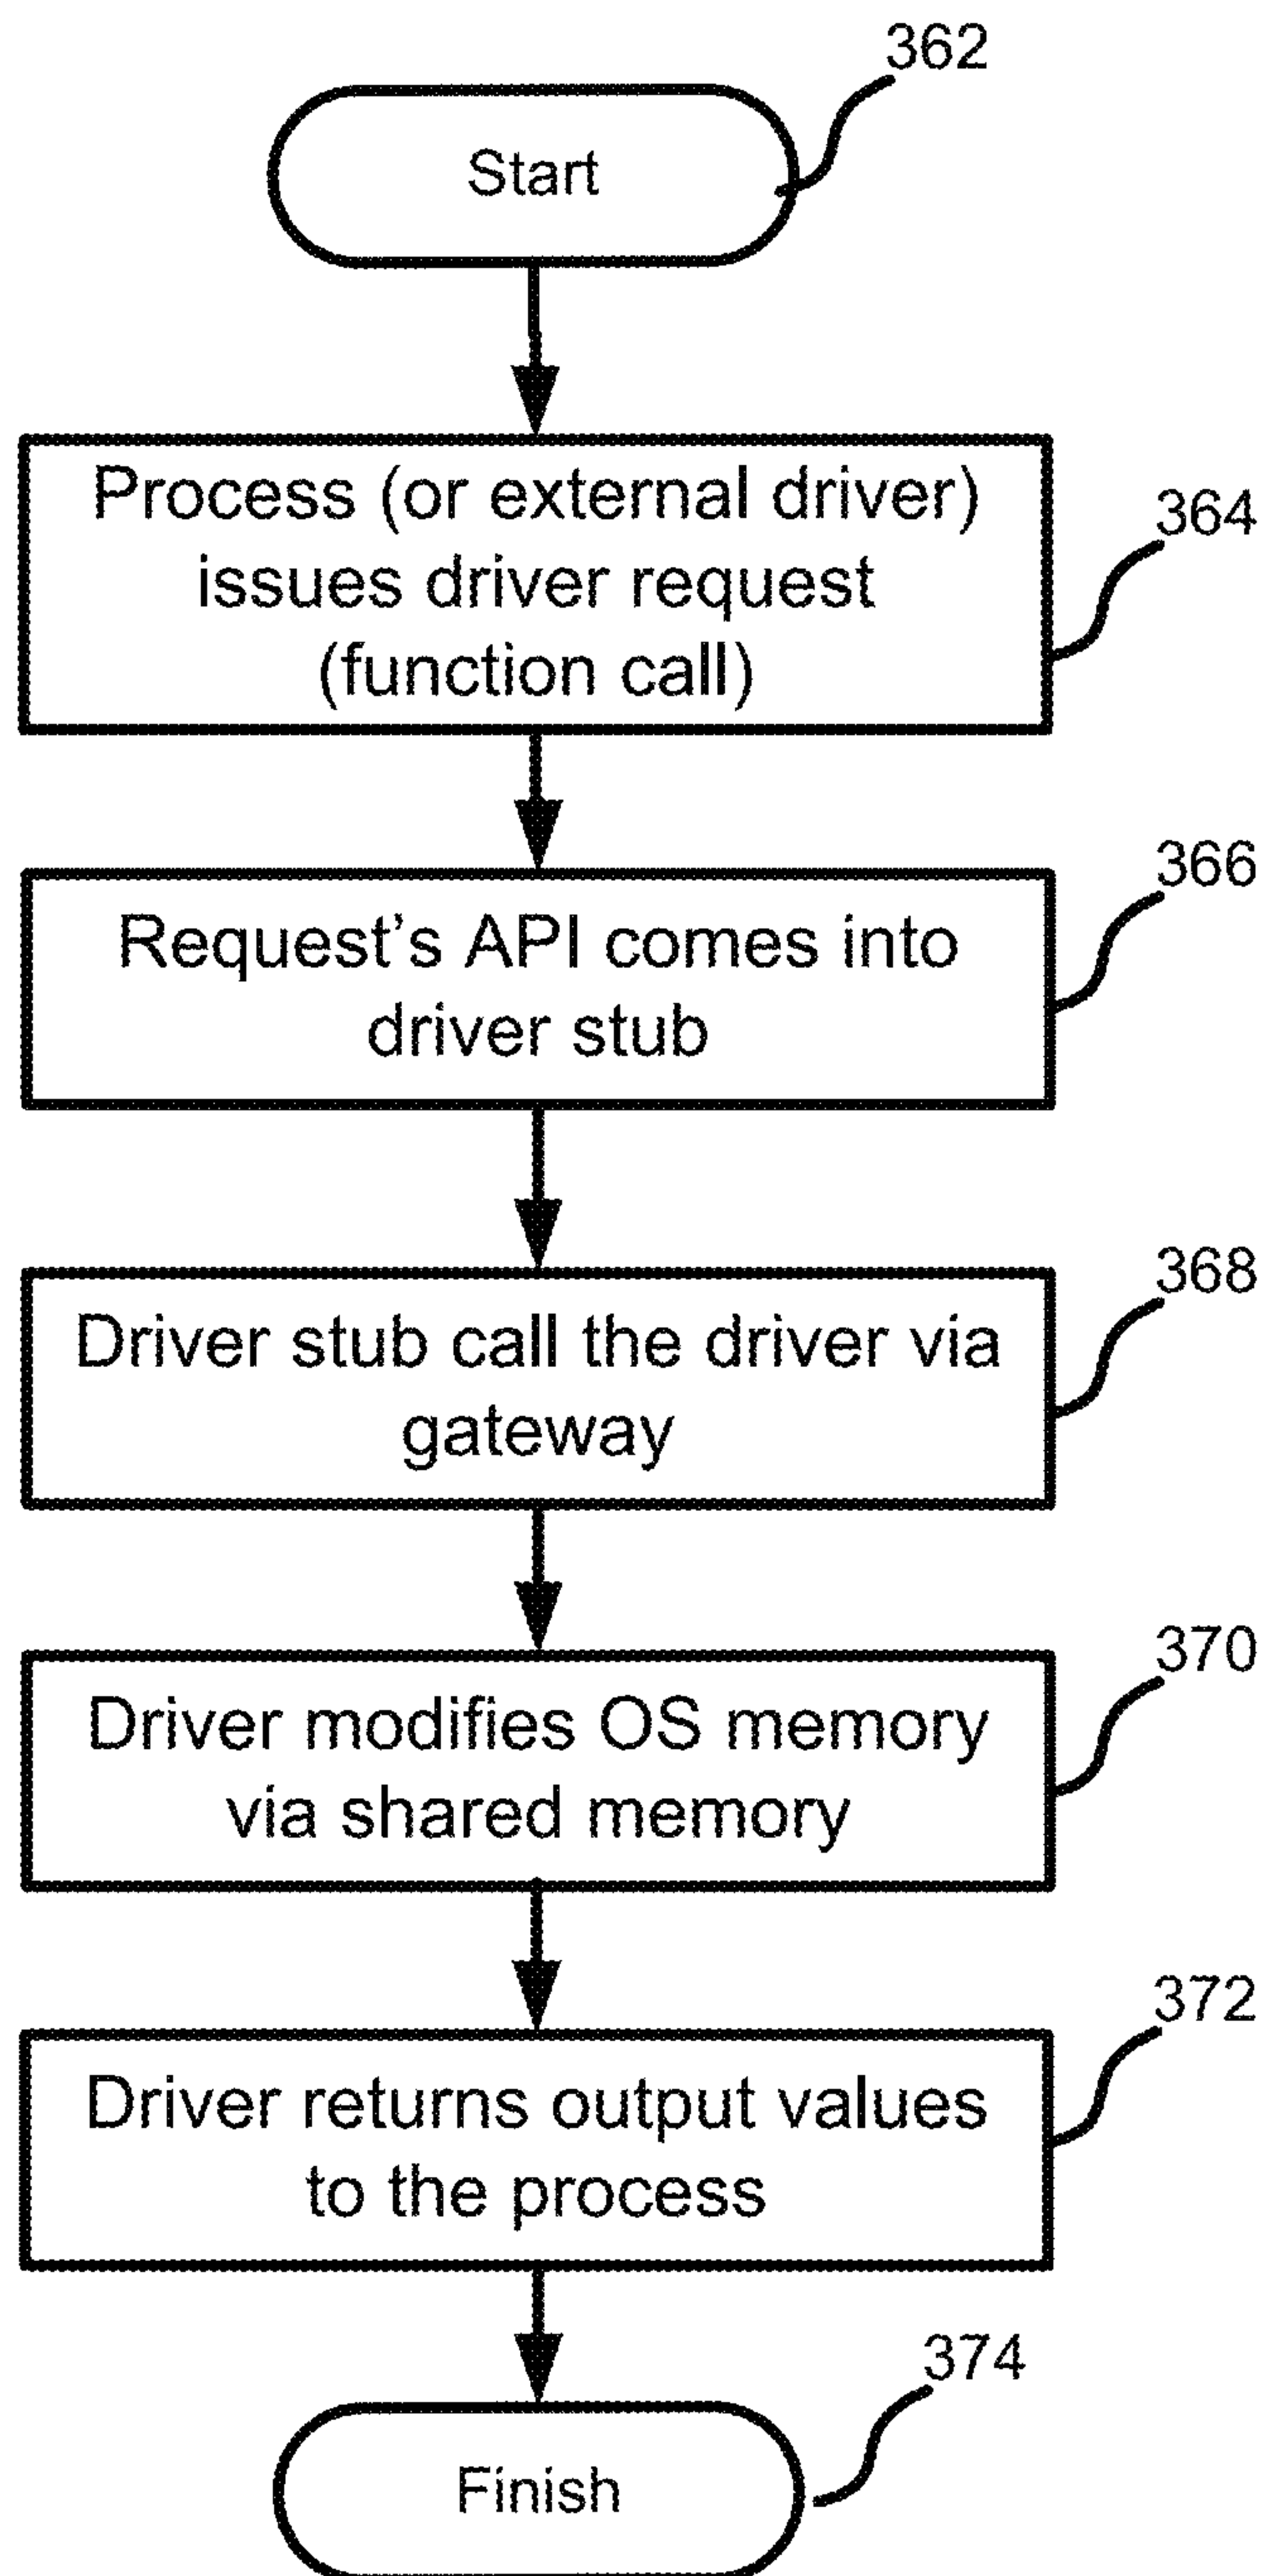 362
Start
Process (or external driver)
issues driver request
(function call)
364
Request’s API comes into
driver stub
366
Driver stub call the driver via
gateway
368
Driver modifies OS memory
via shared memory
370
Driver returns output values
to the process
372
Finish
374